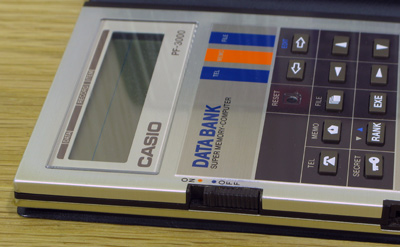 CASIO
PF-3000
DATA BANK
SUPER MEMORY-COMPUTER
TEL
FILE
RESET
FILE
EXE
MEMO
RANK
TEL
SECRET
ON
OFF